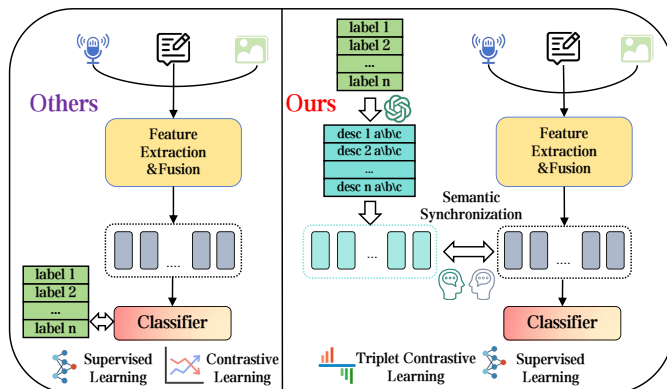 Others
Feature
Extraction
&Fusion
....
label 1
label 2
...
label n
Classifier
Supervised
Learning
Contrastive
Learning
Ours
label 1
label 2
...
label n
desc 1 a\b\c
desc 2 a\b\c
...
desc n a\b\c
...
Semantic
Synchronization
Feature
Extraction
&Fusion
....
Classifier
Triplet Contrastive
Learning
Supervised
Learning